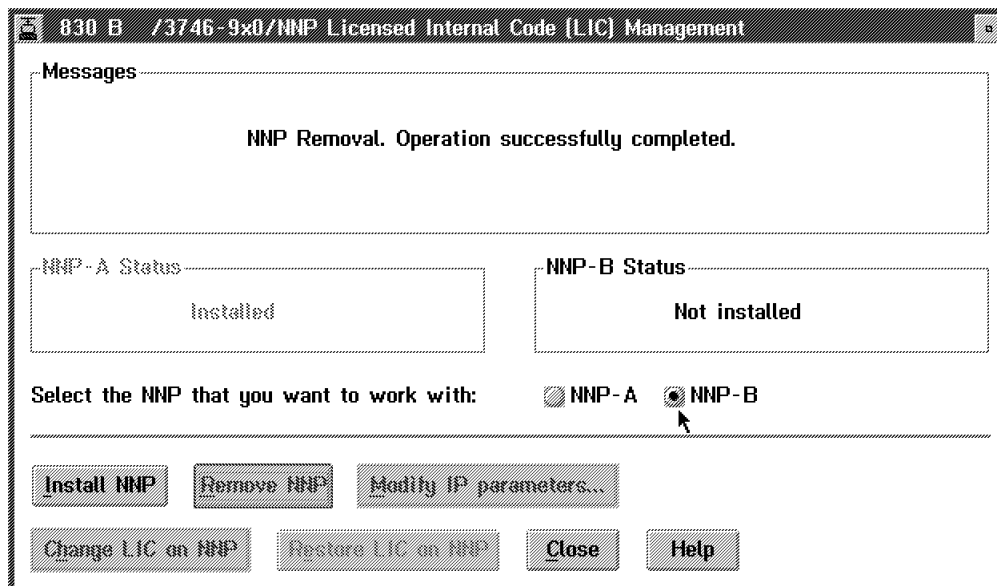 830 B /3746-9x0/NNP Licensed Internal Code (LIC) Management
Messages
NNP Removal. Operation successfully completed.
NNP-A Status
NNP-B Status
Installed
Not installed
Select the NNP that you want to work with:
NNP-A
NNP-B
Install NNP
Remove NNP
Modify IP parameters...
Change LIC on NNP
Restore LIC on NNP
Close
Help